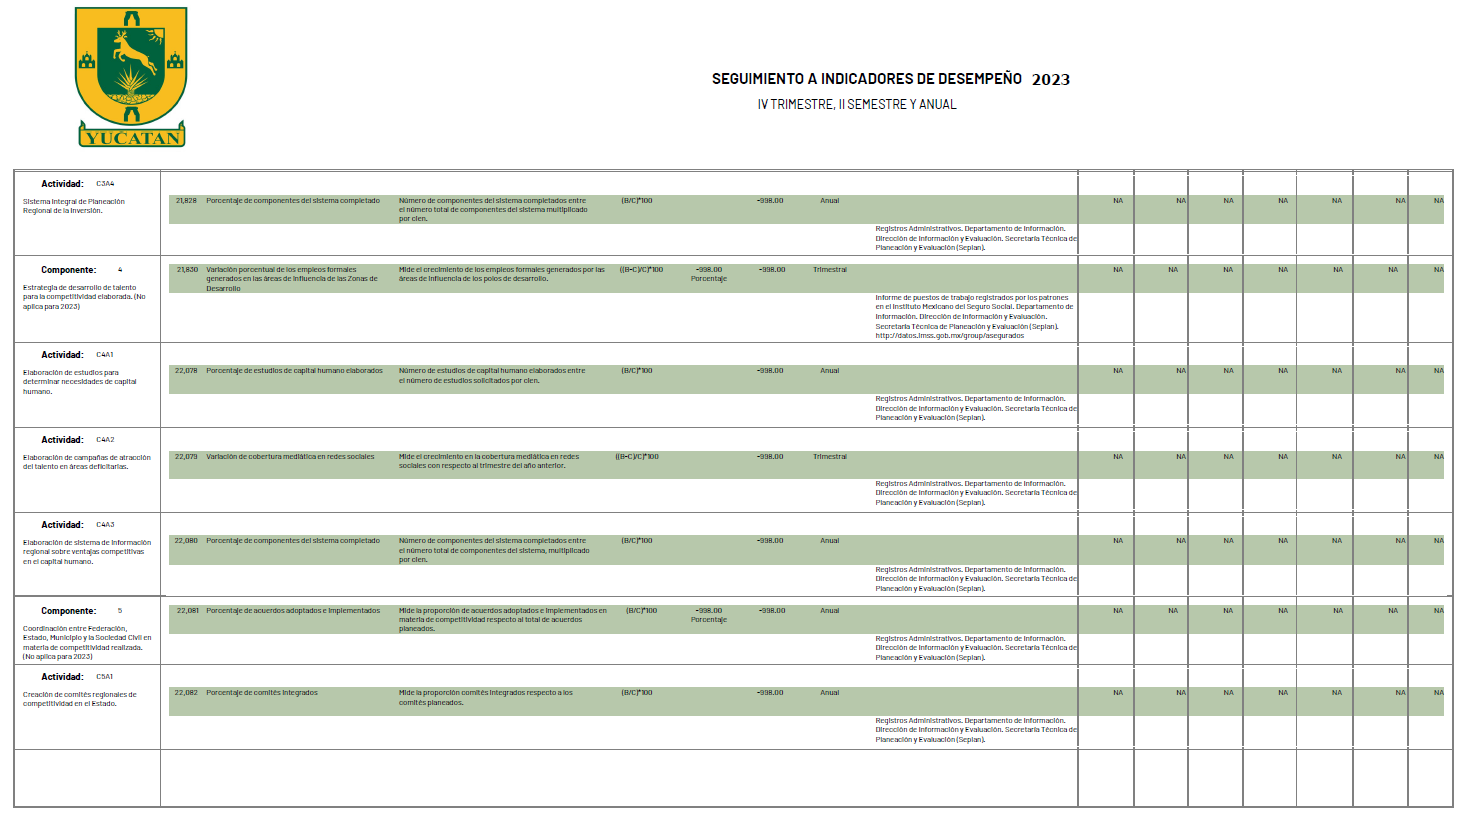 YUCATAN
SEGUIMIENTO A INDICADORES DE DESEMPEÑO 2023
IV TRIMESTRE, II SEMESTRE Y ANUAL
Actividad: C3A4
Sistema Integral de Planeación
Regional de la Inversión.
21,828 Porcentaje de componentes del sistema completado Número de componentes del sistema completados entre (B/C)*100 -998.00 Anual NA NA NA NA NA NA NA
el número total de componentes del sistema multiplicado
por cien.
Registros Administrativos. Departamento de Información.
Dirección de Información y Evaluación. Secretaría Técnica de
Planeación y Evaluación (Seplan).
Componente: 4
Estrategia de desarrollo de talento
para la competitividad elaborada. (No
aplica para 2023)
21,830 Variación porcentual de los empleos formales Mide el crecimiento de los empleos formales generados por las ((B-C)/C)*100 -998.00 -998.00 Trimestral NA NA NA NA NA NA NA
generados en las áreas de influencia de las Zonas de áreas de influencia de los polos de desarrollo. Porcentaje
Desarrollo
Informe de puestos de trabajo registrados por los patrones
en el Instituto Mexicano del Seguro Social. Departamento de
Información. Dirección de Información y Evaluación.
Secretaría Técnica de Planeación y Evaluación (Seplan).
http://datos.imss.gob.mx/group/asegurados
Actividad: C4A1
Elaboración de estudios para
determinar necesidades de capital
humano.
22,078 Porcentaje de estudios de capital humano elaborados Número de estudios de capital humano elaborados entre (B/C)*100 -998.00 Anual NA NA NA NA NA NA NA
el número de estudios solicitados por cien.
Registros Administrativos. Departamento de Información.
Dirección de Información y Evaluación. Secretaría Técnica de
Planeación y Evaluación (Seplan).
Actividad: C4A2
Elaboración de campañas de atracción
del talento en áreas deficitarias.
22,079 Variación de cobertura mediática en redes sociales Mide el crecimiento en la cobertura mediática en redes ((B-C)/C)*100 -998.00 Trimestral NA NA NA NA NA NA NA
sociales con respecto al trimestre del año anterior.
Registros Administrativos. Departamento de Información.
Dirección de Información y Evaluación. Secretaría Técnica de
Planeación y Evaluación (Seplan).
Actividad: C4A3
Elaboración de sistema de información
regional sobre ventajas competitivas
en el capital humano.
22,080 Porcentaje de componentes del sistema completado Número de componentes del sistema completados entre (B/C)*100 -998.00 Anual NA NA NA NA NA NA NA
el número total de componentes del sistema, multiplicado
por cien.
Registros Administrativos. Departamento de Información.
Dirección de Información y Evaluación. Secretaría Técnica de
Planeación y Evaluación (Seplan).
Componente: 5
Coordinación entre Federación,
Estado, Municipio y la Sociedad Civil en
materia de competitividad realizada.
(No aplica para 2023)
22,081 Porcentaje de acuerdos adoptados e implementados Mide la proporción de acuerdos adoptados e implementados en (B/C)*100 -998.00 -998.00 Anual NA NA NA NA NA NA NA
materia de competitividad respecto al total de acuerdos Porcentaje
planeados.
Registros Administrativos. Departamento de Información.
Dirección de Información y Evaluación. Secretaría Técnica de
Planeación y Evaluación (Seplan).
Actividad: C5A1
Creación de comités regionales de
competitividad en el Estado.
22,082 Porcentaje de comités integrados Mide la proporción comités integrados respecto a los (B/C)*100 -998.00 Anual NA NA NA NA NA NA NA
comités planeados.
Registros Administrativos. Departamento de Información.
Dirección de Información y Evaluación. Secretaría Técnica de
Planeación y Evaluación (Seplan).